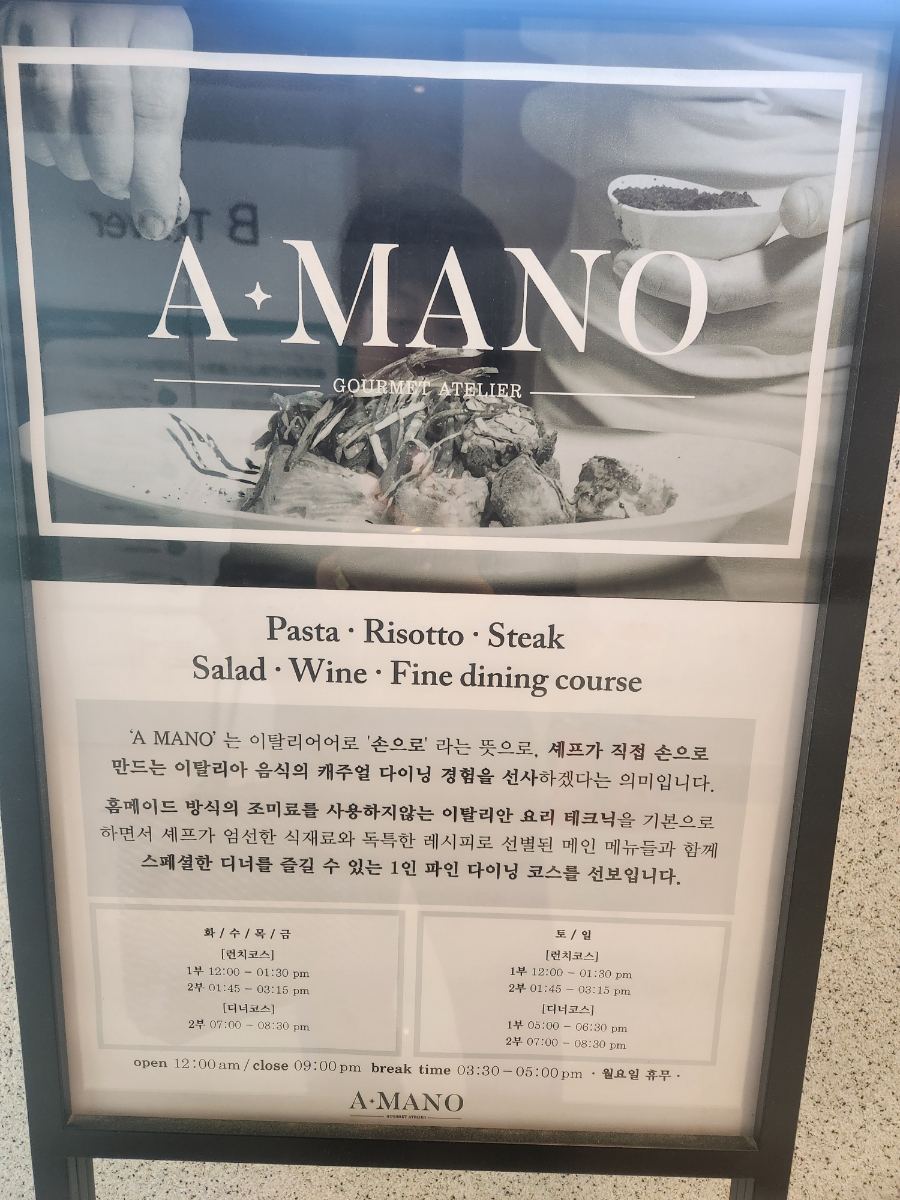 B Tower
A·MANO
GOURMET ATELIER
Pasta · Risotto · Steak
Salad · Wine · Fine dining course
'A MANO' 는 이탈리어어로 '손으로' 라는 뜻으로, 셰프가 직접 손으로
만드는 이탈리아 음식의 캐주얼 다이닝 경험을 선사하겠다는 의미입니다.
홈메이드 방식의 조미료를 사용하지않는 이탈리안 요리 테크닉을 기본으로
하면서 셰프가 엄선한 식재료와 독특한 레시피로 선별된 메인 메뉴들과 함께
스페셜한 디너를 즐길 수 있는 1인 파인 다이닝 코스를 선보입니다.
화 / 수 / 목 / 금
[런치코스]
1부 12:00 - 01:30 pm
2부 01:45 - 03:15 pm
[디너코스]
2부 07:00 - 08:30 pm
토 / 일
[런치코스]
1부 12:00 - 01:30 pm
2부 01:45 - 03:15 pm
[디너코스]
1부 05:00 - 06:30 pm
2부 07:00 - 08:30 pm
open 12:00am / close 09:00pm break time 03:30-05:00pm · 월요일 휴무 ·
A·MANO
GOURMET ATELIER